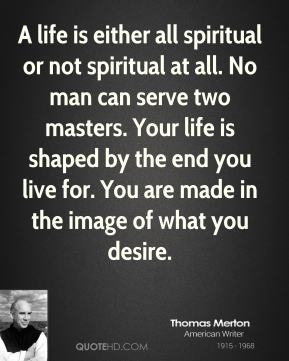 A life is either all spiritual
or not spiritual at all. No
man can serve two
masters. Your life is
shaped by the end you
live for. You are made in
the image of what you
desire.
Thomas Merton
American Writer
1915 - 1968
QUOTEHD.COM